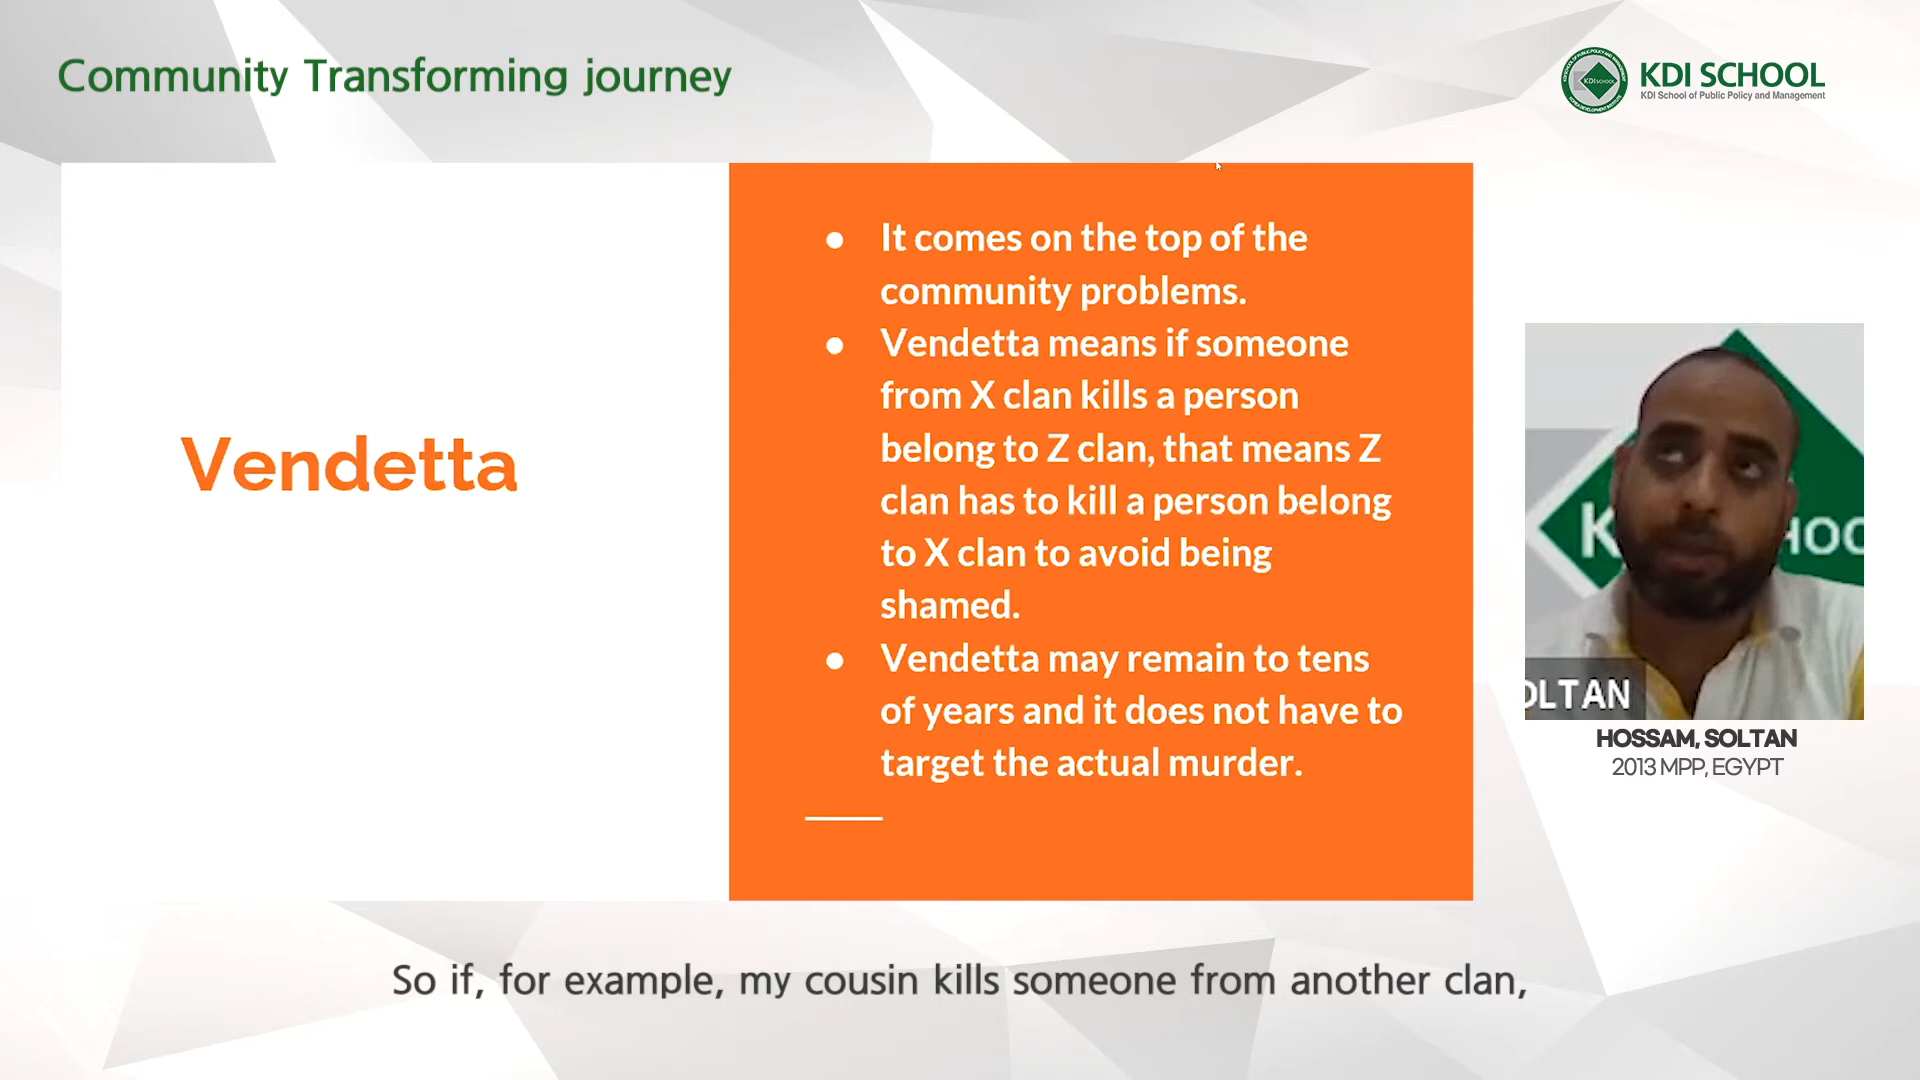 Community Transforming journey
KDI SCHOOL
KDI School of Public Policy and Management
Vendetta
● It comes on the top of the
community problems.
● Vendetta means if someone
from X clan kills a person
belong to Z clan, that means Z
clan has to kill a person belong
to X clan to avoid being
shamed.
● Vendetta may remain to tens
of years and it does not have to
target the actual murder.
OLTAN
HOSSAM, SOLTAN
2013 MPP, EGYPT
So if, for example, my cousin kills someone from another clan,